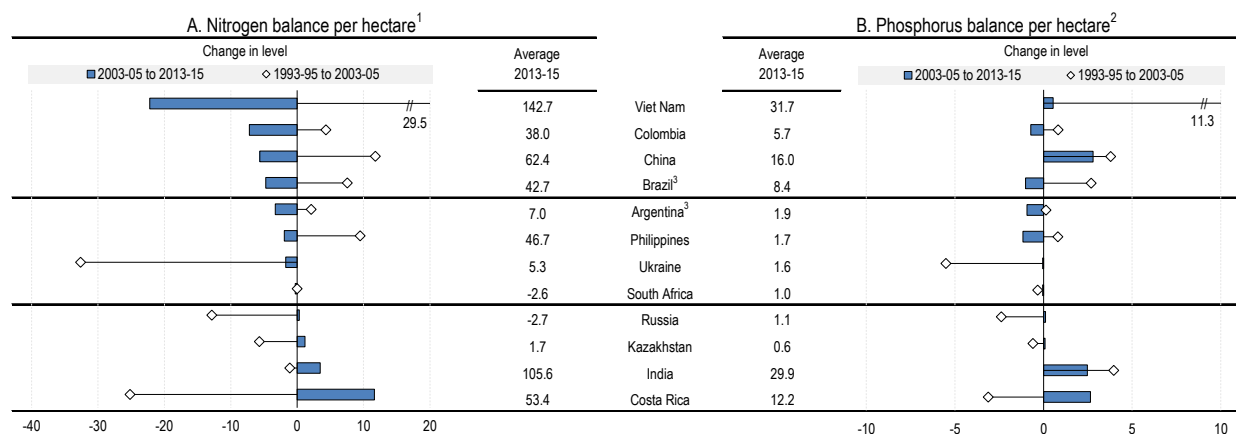 A. Nitrogen balance per hectare1
B. Phosphorus balance per hectare2
Change in level
2003-05 to 2013-15 1993-95 to 2003-05
Average
2013-15
Average
2013-15
Change in level
2003-05 to 2013-15 1993-95 to 2003-05
29.5 142.7 Viet Nam 31.7 11.3
38.0 Colombia 5.7
62.4 China 16.0
42.7 Brazil3 8.4
7.0 Argentina3 1.9
46.7 Philippines 1.7
5.3 Ukraine 1.6
-2.6 South Africa 1.0
-2.7 Russia 1.1
1.7 Kazakhstan 0.6
105.6 India 29.9
53.4 Costa Rica 12.2
-40 -30 -20 -10 0 10 20
-10 -5 0 5 10